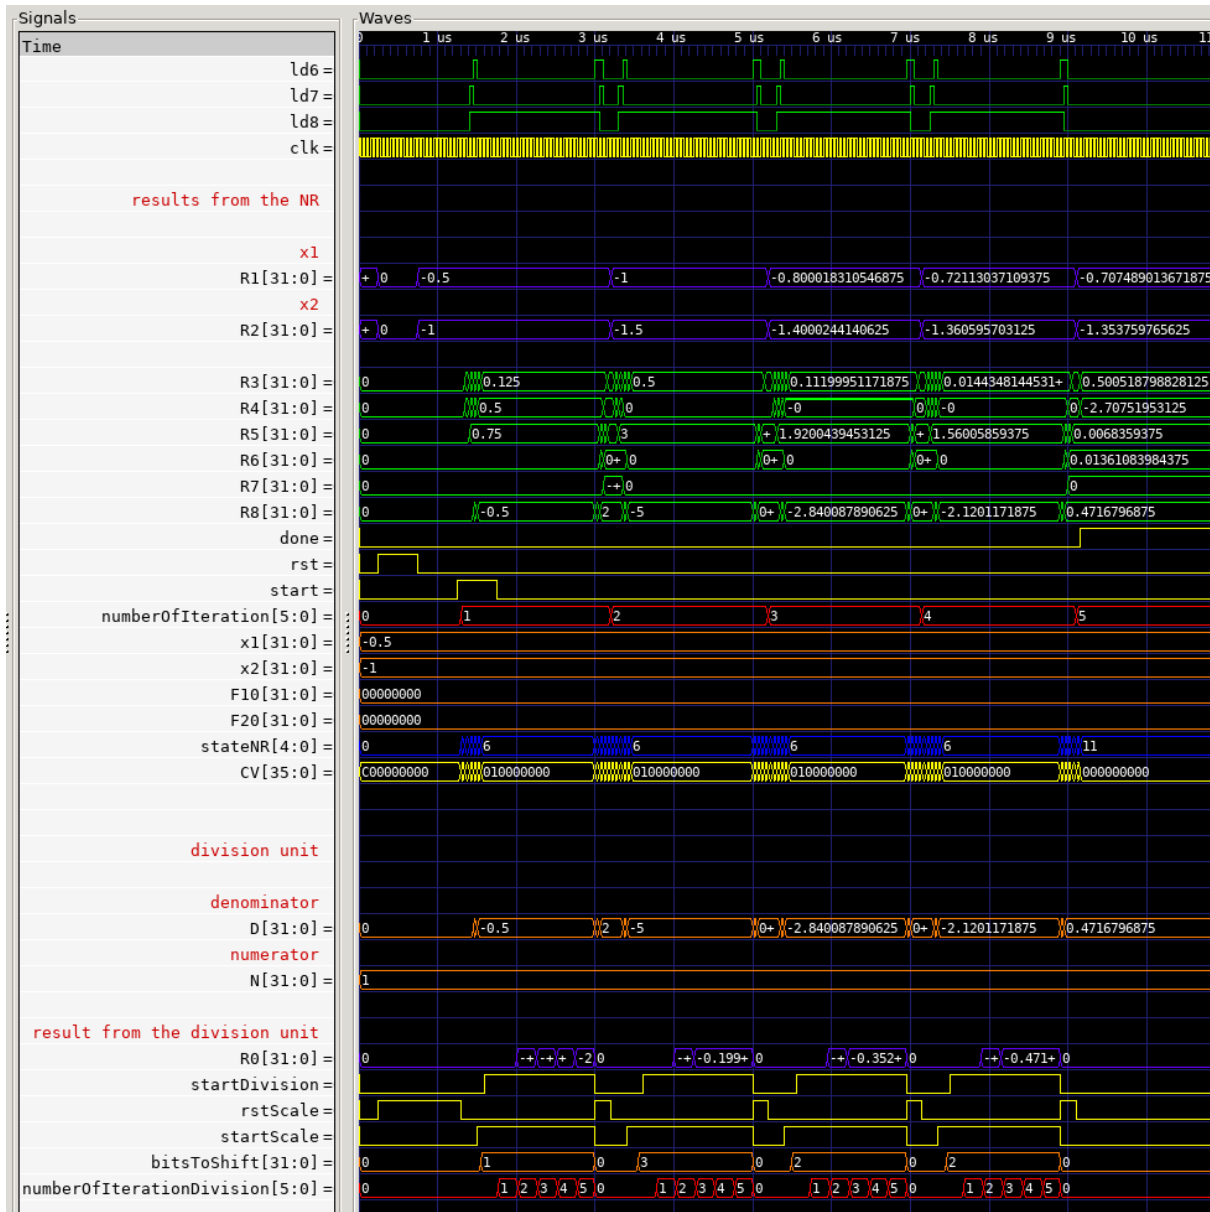 Signals Waves
Time 0 1 us 2 us 3 us 4 us 5 us 6 us 7 us 8 us 9 us 10 us 11
ld6 =
ld7 =
ld8 =
clk =
results from the NR
x1
R1[31:0] = + 0 -0.5 -1 -0.800018310546875 -0.72113037109375 -0.707489013671875
x2
R2[31:0] = + 0 -1 -1.5 -1.4000244140625 -1.360595703125 -1.353759765625
R3[31:0] = 0 0.125 0.5 0.11199951171875 0.0144348144531+ 0.500518798828125
R4[31:0] = 0 0.5 0 -0 0 -0 0 -2.70751953125
R5[31:0] = 0 0.75 3 + 1.9200439453125 + 1.56005859375 0.0068359375
R6[31:0] = 0 0+ 0 0+ 0 0+ 0 0.01361083984375
R7[31:0] = 0 -+ 0 0
R8[31:0] = 0 -0.5 2 -5 0+ -2.840087890625 0+ -2.1201171875 0.4716796875
done =
rst =
start =
numberOfIteration[5:0] = 0 1 2 3 4 5
x1[31:0] = -0.5
x2[31:0] = -1
F10[31:0] = 00000000
F20[31:0] = 00000000
stateNR[4:0] = 0 6 6 6 6 11
CV[35:0] = C00000000 010000000 010000000 010000000 010000000 000000000
division unit
denominator
D[31:0] = 0 -0.5 2 -5 0+ -2.840087890625 0+ -2.1201171875 0.4716796875
numerator
N[31:0] = 1
result from the division unit
R0[31:0] = 0 -+ -+ + -2 0 -+ -0.199+ 0 -+ -0.352+ 0 -+ -0.471+ 0
startDivision =
rstScale =
startScale =
bitsToShift[31:0] = 0 1 0 3 0 2 0 2 0
numberOfIterationDivision[5:0] = 0 1 2 3 4 5 0 1 2 3 4 5 0 1 2 3 4 5 0 1 2 3 4 5 0